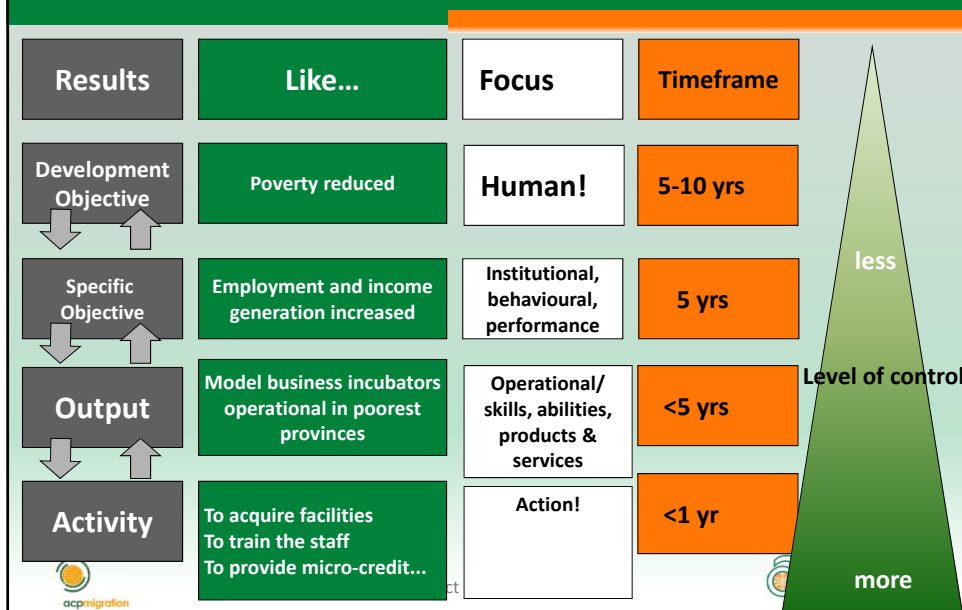 Results
Like...
Focus
Timeframe
Development
Objective
Poverty reduced
Human!
5-10 yrs
less
Specific
Objective
Employment and income
generation increased
Institutional,
behavioural,
performance
5 yrs
Level of control
Output
Model business incubators
operational in poorest
provinces
Operational/
skills, abilities,
products &
services
<5 yrs
Activity
To acquire facilities
To train the staff
To provide micro-credit...
Action!
<1 yr
more
acpmigration
ct